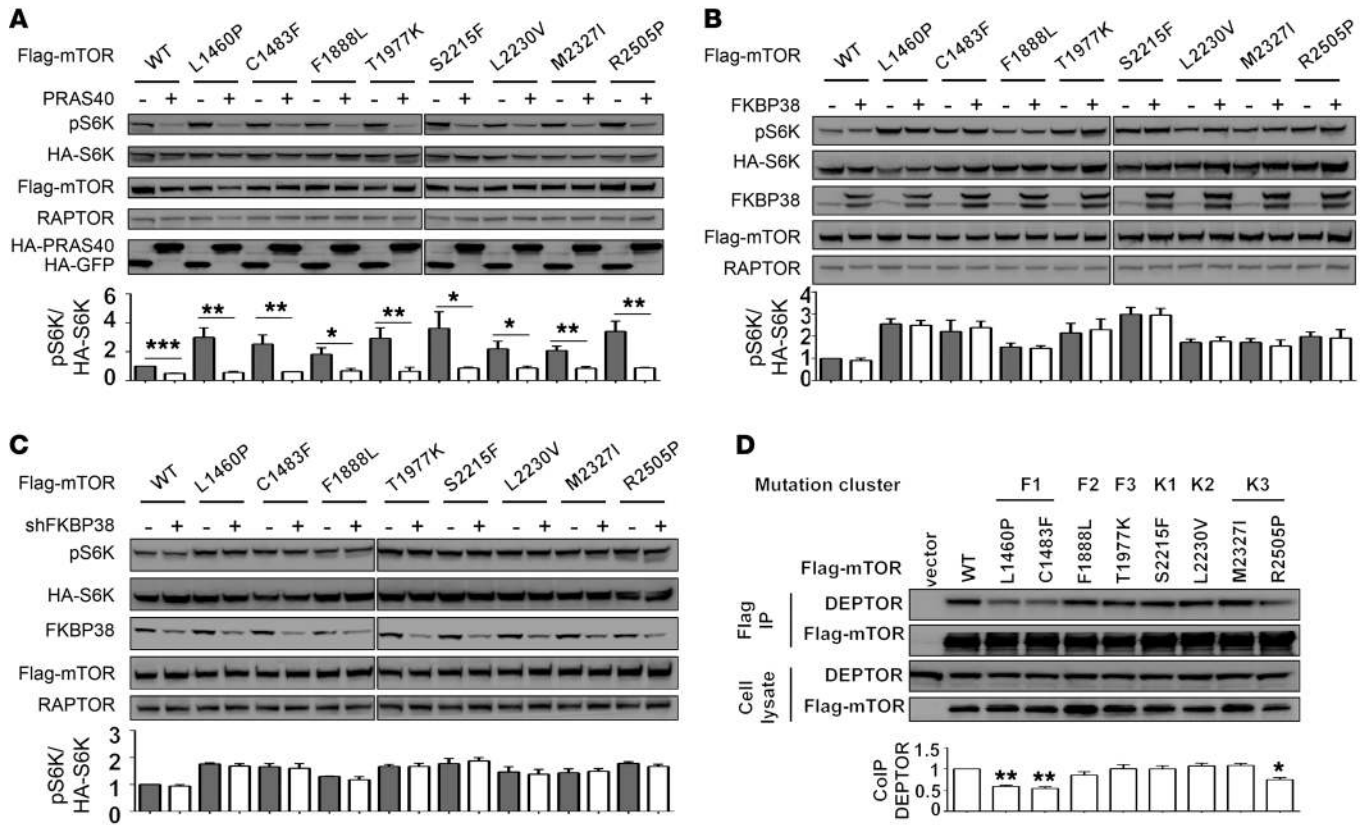 A
Flag-mTOR WT L1460P C1483F F1888L T1977K S2215F L2230V M2327I R2505P
PRAS40 - + - + - + - + - + - + - + - + - +
pS6K
HA-S6K
Flag-mTOR
RAPTOR
HA-PRAS40
HA-GFP
pS6K/
HA-S6K
6
4
2
0
*** ** ** * ** * * ** **
B
Flag-mTOR WT L1460P C1483F F1888L T1977K S2215F L2230V M2327I R2505P
FKBP38 - + - + - + - + - + - + - + - + - +
pS6K
HA-S6K
FKBP38
Flag-mTOR
RAPTOR
pS6K/
HA-S6K
4
3
2
1
0
C
Flag-mTOR WT L1460P C1483F F1888L T1977K S2215F L2230V M2327I R2505P
shFKBP38 - + - + - + - + - + - + - + - + - +
pS6K
HA-S6K
FKBP38
Flag-mTOR
RAPTOR
pS6K/
HA-S6K
3
2
1
0
D
Mutation cluster F1 F2 F3 K1 K2 K3
Flag-mTOR vector WT L1460P C1483F F1888L T1977K S2215F L2230V M2327I R2505P
Flag IP
DEPTOR
Flag-mTOR
Cell lysate
DEPTOR
Flag-mTOR
CoIP
DEPTOR
1.5
1
0.5
0
** ** *